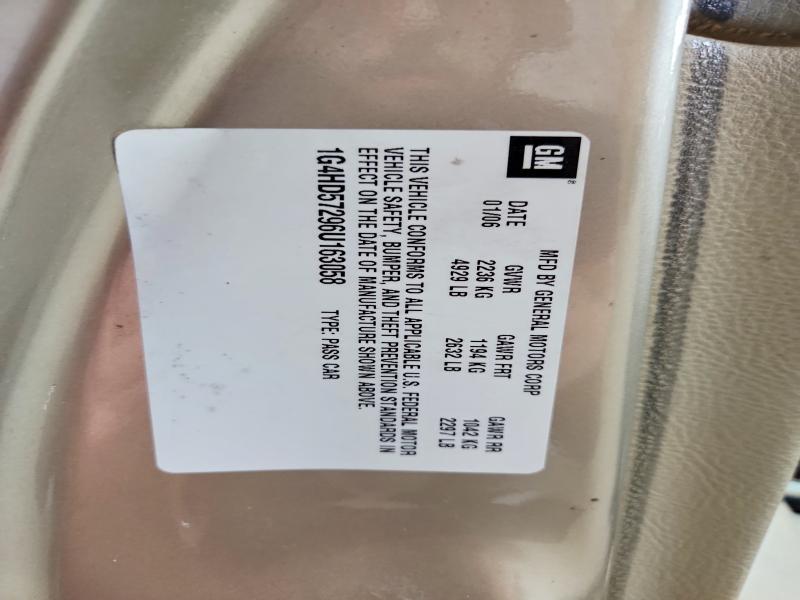 GM®
MFD BY GENERAL MOTORS CORP
DATE GVWR GAWR FRT GAWR RR
01/06 2236 KG 1194 KG 1042 KG
4929 LB 2632 LB 2297 LB
THIS VEHICLE CONFORMS TO ALL APPLICABLE U.S. FEDERAL MOTOR
VEHICLE SAFETY, BUMPER, AND THEFT PREVENTION STANDARDS IN
EFFECT ON THE DATE OF MANUFACTURE SHOWN ABOVE.
1G4HD57296U163058 TYPE: PASS CAR